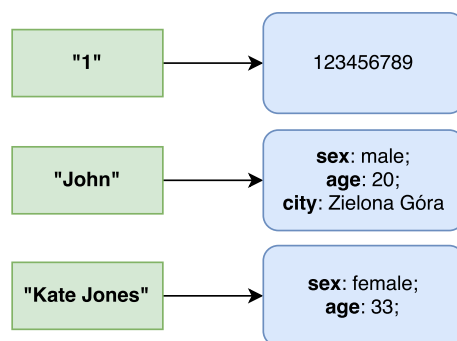 "1"
123456789
"John"
sex: male;
age: 20;
city: Zielona Góra
"Kate Jones"
sex: female;
age: 33;